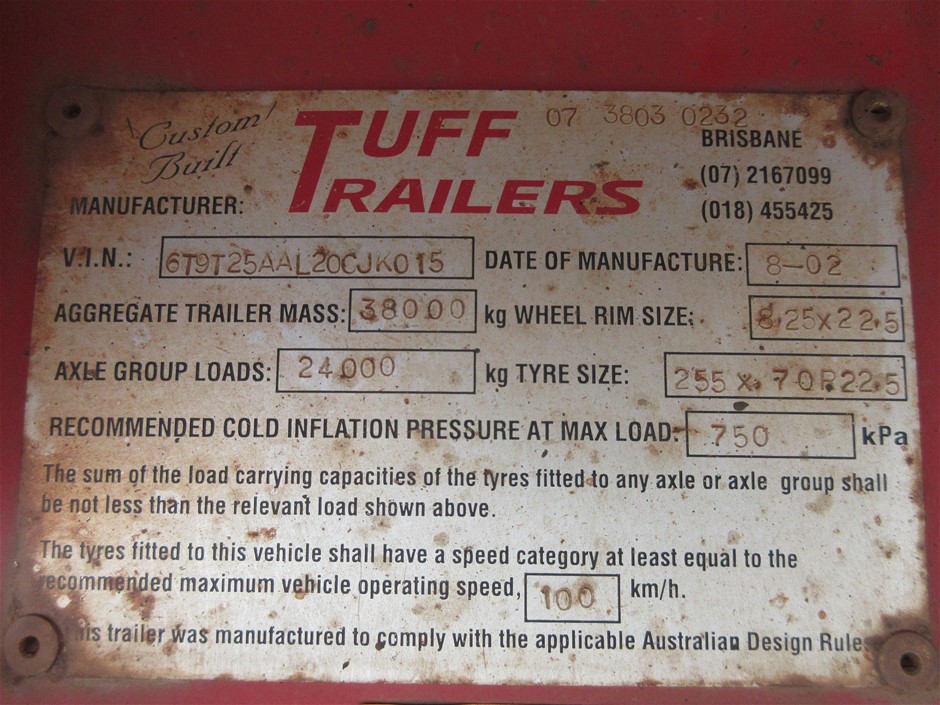 Custom Built
TUFF TRAILERS
07 3803 0232
BRISBANE
(07) 2167099
(018) 455425
MANUFACTURER:
V.I.N.: 6T9T25AAL20CJK015 DATE OF MANUFACTURE: 8-02
AGGREGATE TRAILER MASS: 38000 kg WHEEL RIM SIZE: 8.25x22.5
AXLE GROUP LOADS: 24000 kg TYRE SIZE: 255 x 70R22.5
RECOMMENDED COLD INFLATION PRESSURE AT MAX LOAD: 750 kPa
The sum of the load carrying capacities of the tyres fitted to any axle or axle group shall
be not less than the relevant load shown above.
The tyres fitted to this vehicle shall have a speed category at least equal to the
recommended maximum vehicle operating speed, 100 km/h.
This trailer was manufactured to comply with the applicable Australian Design Rules